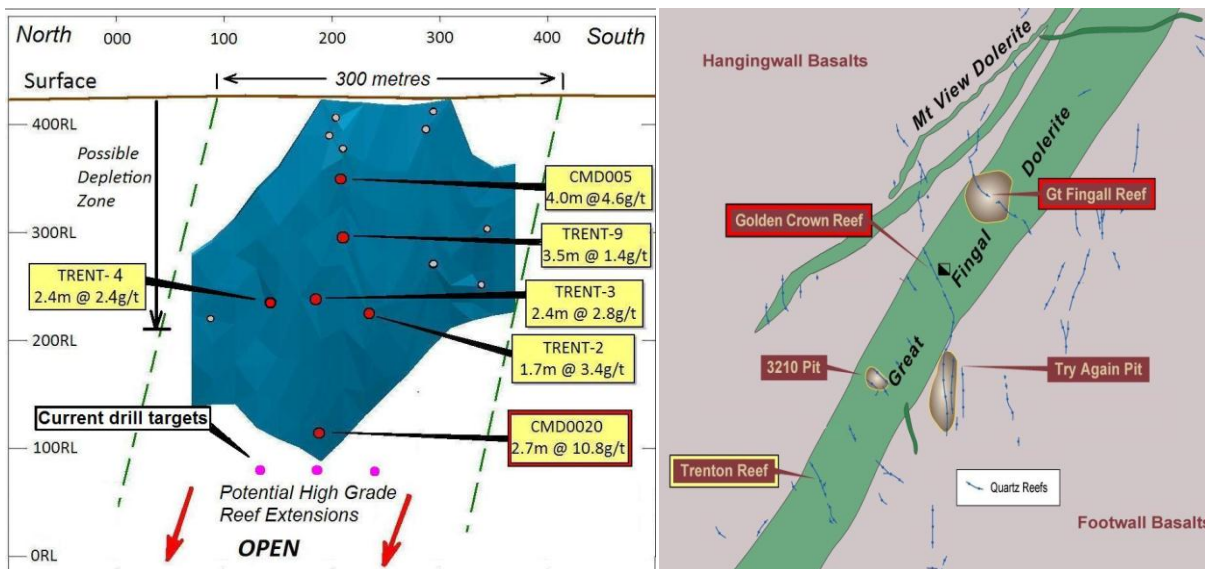 North 000 100 200 300 400 South
Surface
300 metres
400RL
Possible
Depletion
Zone
CMD005
4.0m @4.6g/t
300RL
TRENT-9
3.5m @ 1.4g/t
TRENT- 4
2.4m @ 2.4g/t
TRENT-3
2.4m @ 2.8g/t
200RL
TRENT-2
1.7m @ 3.4g/t
Current drill targets
CMD0020
2.7m @ 10.8g/t
100RL
Potential High Grade
Reef Extensions
OPEN
0RL
Hangingwall Basalts
Mt View Dolerite
Great Fingal Dolerite
Gt Fingall Reef
Golden Crown Reef
3210 Pit
Try Again Pit
Trenton Reef
Quartz Reefs
Footwall Basalts